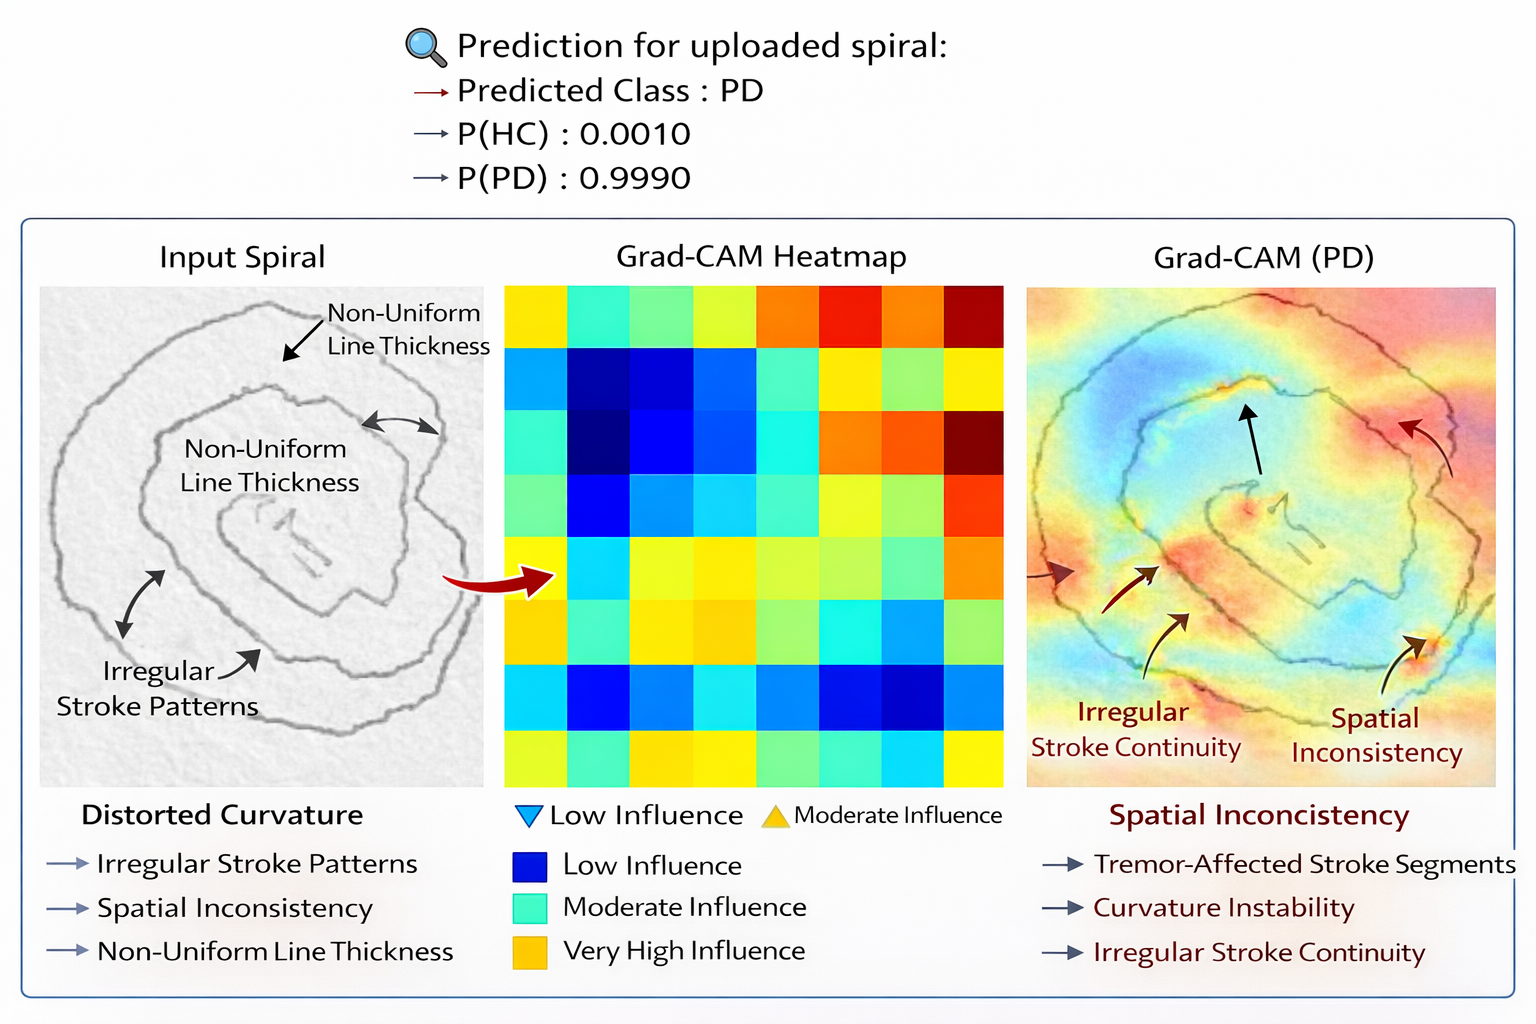 Prediction for uploaded spiral:
Predicted Class : PD
P(HC) : 0.0010
P(PD) : 0.9990
Input Spiral
Non-Uniform
Line Thickness
Non-Uniform
Line Thickness
Irregular
Stroke Patterns
Distorted Curvature
Irregular Stroke Patterns
Spatial Inconsistency
Non-Uniform Line Thickness
Grad-CAM Heatmap
Low Influence
Moderate Influence
Low Influence
Moderate Influence
Very High Influence
Grad-CAM (PD)
Irregular
Stroke Continuity
Spatial
Inconsistency
Spatial Inconcistency
Tremor-Affected Stroke Segments
Curvature Instability
Irregular Stroke Continuity